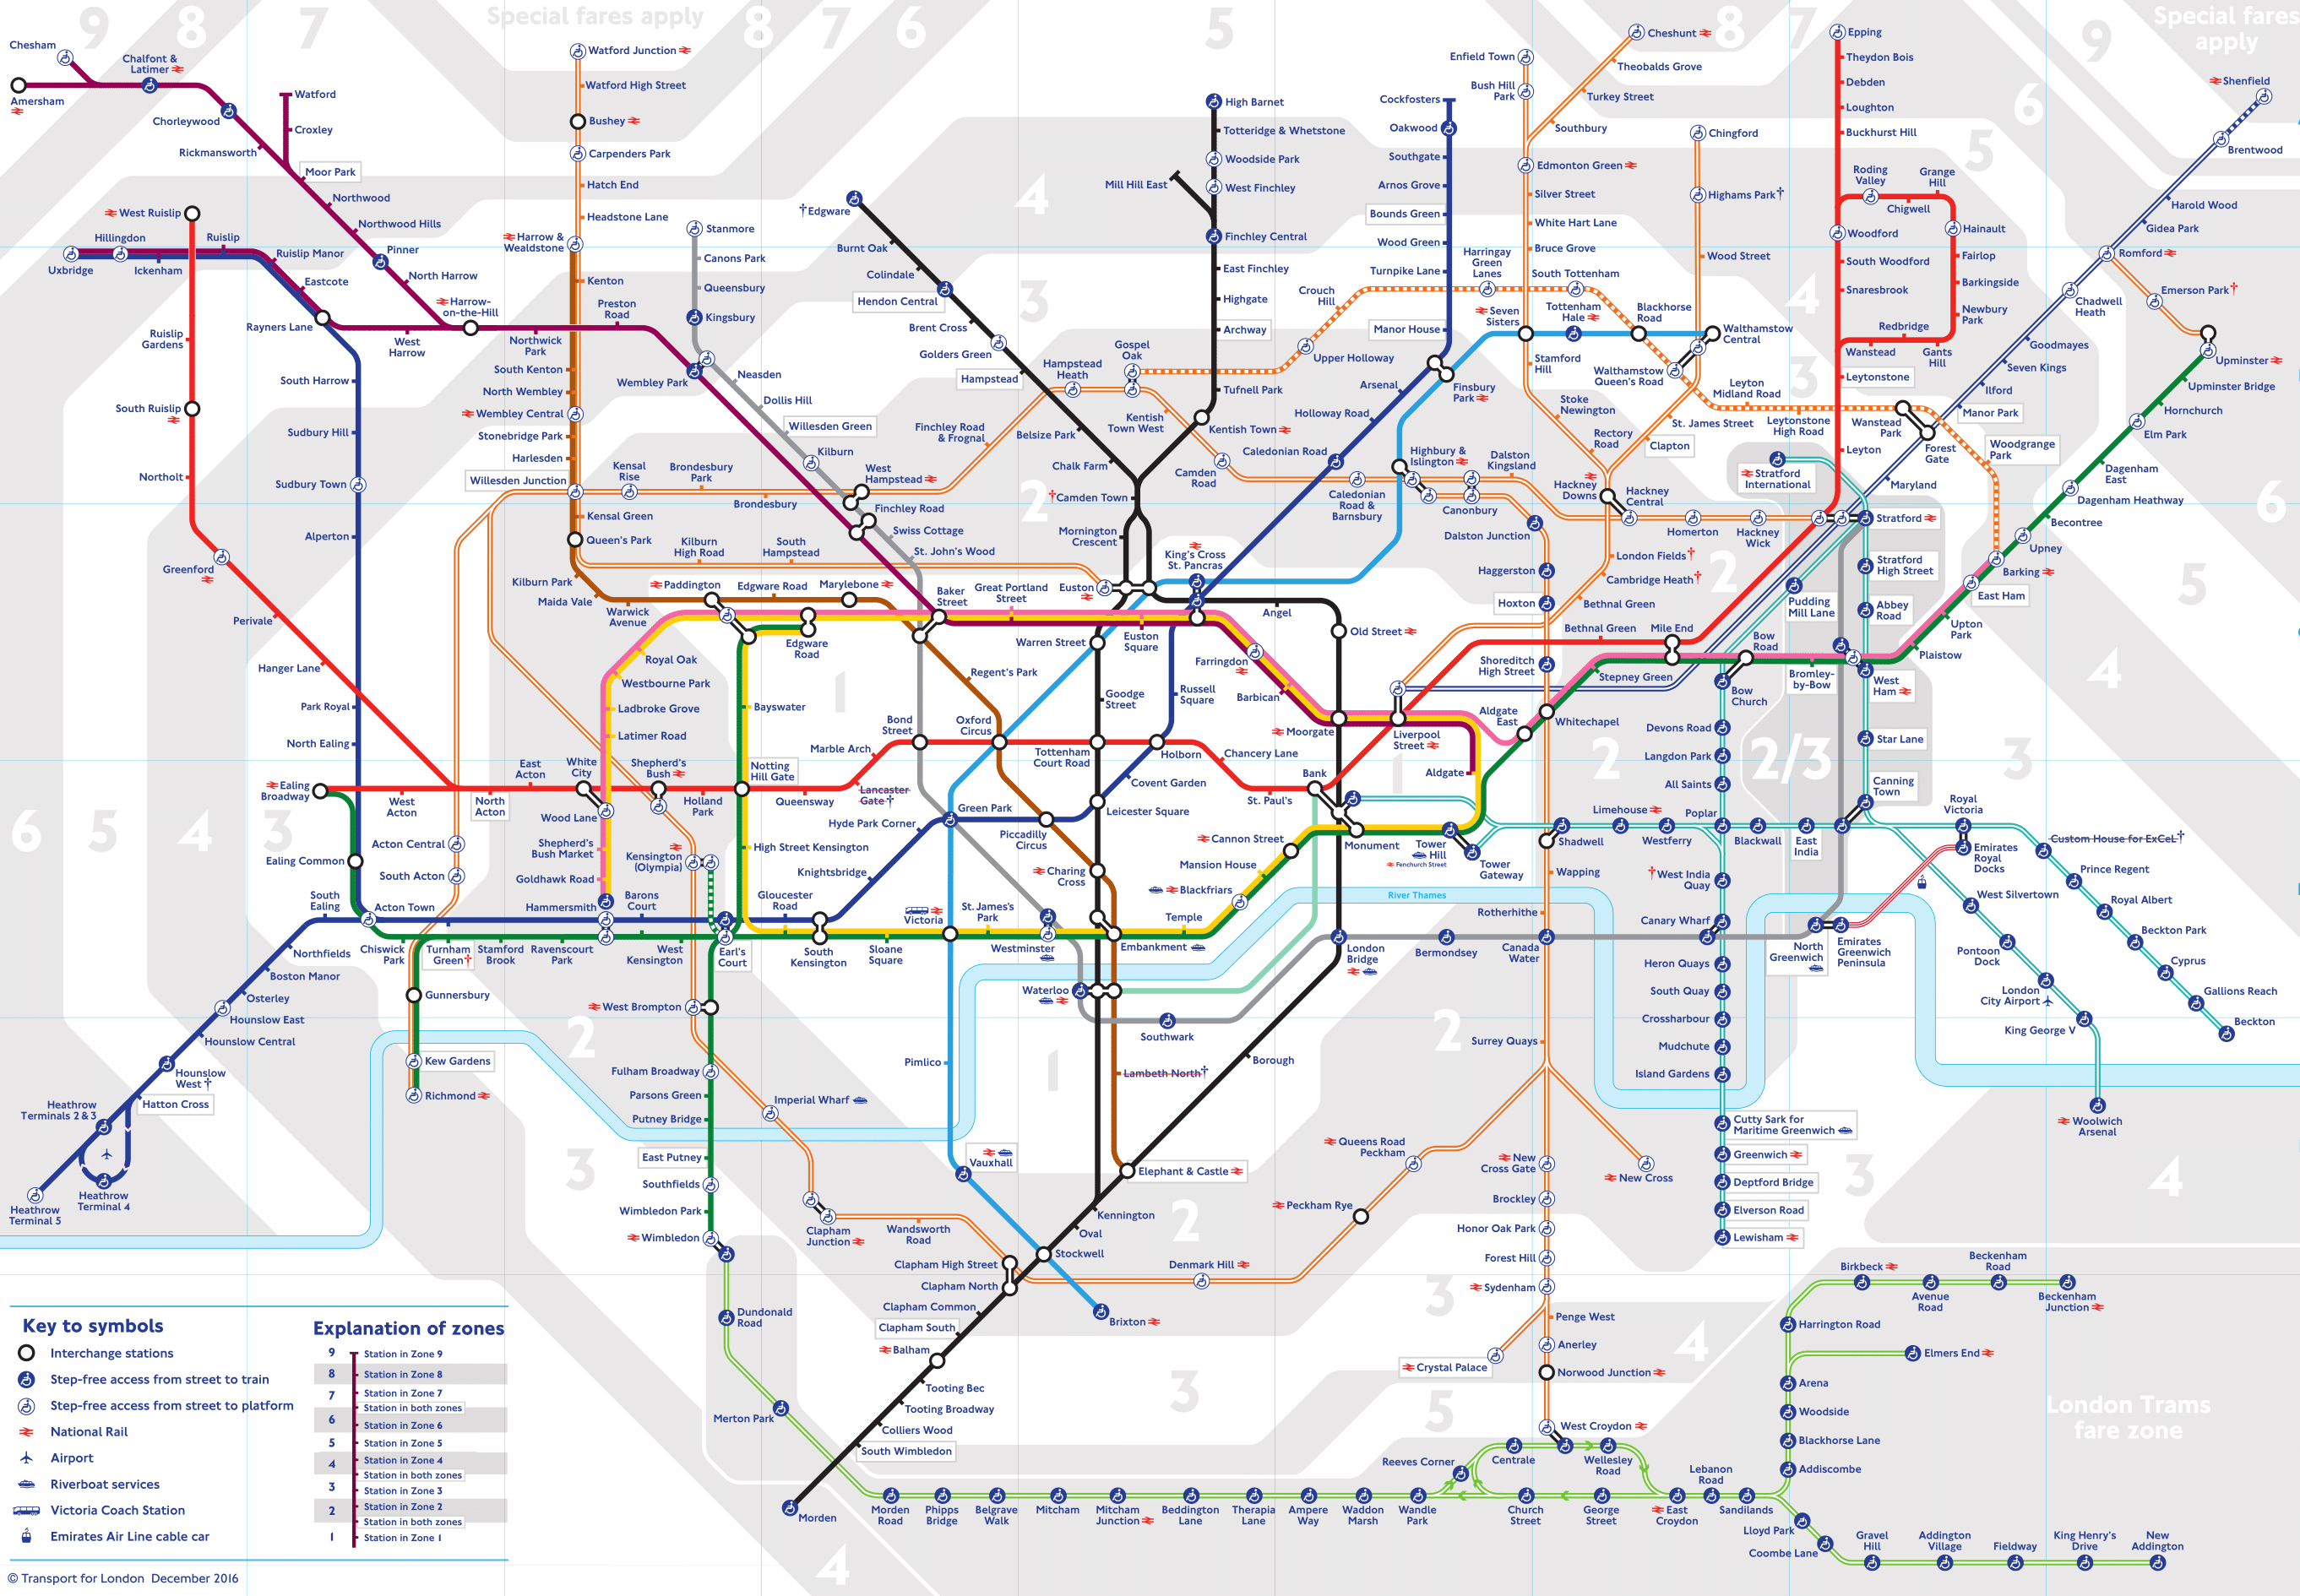 9
8
7
Special fares apply
8
7
6
5
8
7
9
Special fares
apply
Chesham
Chalfont &
Latimer
Amersham
Chorleywood
Rickmansworth
Watford
Croxley
Moor Park
Northwood
Northwood Hills
Pinner
North Harrow
Harrow-
on-the-Hill
West Ruislip
Hillingdon
Ruislip
Uxbridge
Ickenham
Ruislip Manor
Eastcote
Rayners Lane
West
Harrow
Northwick
Park
Preston
Road
Ruislip
Gardens
South Ruislip
Northolt
Greenford
Perivale
Hanger Lane
South Harrow
Sudbury Hill
Sudbury Town
Alperton
Park Royal
North Ealing
Watford Junction
Watford High Street
Bushey
Carpenders Park
Hatch End
Headstone Lane
Harrow &
Wealdstone
Kenton
South Kenton
North Wembley
Wembley Central
Stonebridge Park
Harlesden
Willesden Junction
Kensal Green
Queen's Park
Kilburn Park
Maida Vale
Warwick
Avenue
Stanmore
Canons Park
Queensbury
Kingsbury
Wembley Park
Neasden
Dollis Hill
Willesden Green
Kilburn
West
Hampstead
Finchley Road
Swiss Cottage
St. John's Wood
Kensal
Rise
Brondesbury
Park
Brondesbury
Kilburn
High Road
South
Hampstead
Finchley Road
& Frognal
Hampstead
Heath
Gospel
Oak
Kentish
Town West
Edgware
Burnt Oak
Colindale
Hendon Central
Brent Cross
Golders Green
Hampstead
Belsize Park
Chalk Farm
Camden Town
Mornington
Crescent
High Barnet
Totteridge & Whetstone
Woodside Park
West Finchley
Mill Hill East
Finchley Central
East Finchley
Highgate
Archway
Tufnell Park
Kentish Town
Camden
Road
Cockfosters
Oakwood
Southgate
Arnos Grove
Bounds Green
Wood Green
Turnpike Lane
Manor House
Finsbury
Park
Arsenal
Holloway Road
Caledonian Road
Crouch
Hill
Upper Holloway
Harringay
Green
Lanes
South Tottenham
Seven
Sisters
Tottenham
Hale
Blackhorse
Road
Walthamstow
Central
Walthamstow
Queen's Road
Enfield Town
Bush Hill
Park
Cheshunt
Theobalds Grove
Turkey Street
Southbury
Edmonton Green
Silver Street
White Hart Lane
Bruce Grove
Stamford
Hill
Stoke
Newington
Rectory
Road
Clapton
St. James Street
Chingford
Highams Park
Wood Street
Leyton
Midland Road
Leytonstone
High Road
Wanstead
Park
Forest
Gate
Woodgrange
Park
Epping
Theydon Bois
Debden
Loughton
Buckhurst Hill
Roding
Valley
Grange
Hill
Chigwell
Woodford
Hainault
South Woodford
Fairlop
Snaresbrook
Barkingside
Newbury
Park
Redbridge
Wanstead
Gants
Hill
Leytonstone
Leyton
Shenfield
Brentwood
Harold Wood
Gidea Park
Romford
Emerson Park
Chadwell
Heath
Goodmayes
Seven Kings
Ilford
Manor Park
Maryland
Upminster
Upminster Bridge
Hornchurch
Elm Park
Dagenham
East
Dagenham Heathway
Becontree
Upney
Barking
East Ham
Upton
Park
Plaistow
Highbury &
Islington
Dalston
Kingsland
Caledonian
Road &
Barnsbury
Canonbury
Hackney
Downs
Hackney
Central
Homerton
Hackney
Wick
Stratford
International
Stratford
Dalston Junction
Haggerston
Hoxton
London Fields
Cambridge Heath
Bethnal Green
Stratford
High Street
Pudding
Mill Lane
Abbey
Road
Bethnal Green
Mile End
Bow
Road
Shoreditch
High Street
Stepney Green
Bow
Church
Bromley-
by-Bow
West
Ham
Paddington
Edgware Road
Marylebone
Baker
Street
Great Portland
Street
Euston
King's Cross
St. Pancras
Angel
Old Street
Edgware
Road
Warren Street
Euston
Square
Farringdon
Barbican
Royal Oak
Westbourne Park
Ladbroke Grove
Latimer Road
Bayswater
Regent's Park
Goodge
Street
Russell
Square
Moorgate
Liverpool
Street
Aldgate
East
Whitechapel
Aldgate
Bond
Street
Oxford
Circus
Marble Arch
Tottenham
Court Road
Holborn
Chancery Lane
Covent Garden
Leicester Square
St. Paul's
Bank
Ealing
Broadway
West
Acton
East
Acton
North
Acton
White
City
Shepherd's
Bush
Holland
Park
Notting
Hill Gate
Queensway
Lancaster
Gate
Wood Lane
Shepherd's
Bush Market
Goldhawk Road
Kensington
(Olympia)
High Street Kensington
Hyde Park Corner
Green Park
Piccadilly
Circus
Knightsbridge
Charing
Cross
Cannon Street
Monument
Mansion House
Blackfriars
Tower
Hill
Fenchurch Street
Tower
Gateway
Shadwell
Limehouse
Westferry
Poplar
Blackwall
East
India
Canning
Town
Devons Road
Langdon Park
All Saints
2/3
Star Lane
Royal
Victoria
Custom House for ExCeL
Emirates
Royal
Docks
Prince Regent
Royal Albert
Beckton Park
Cyprus
Gallions Reach
Beckton
West Silvertown
Pontoon
Dock
London
City Airport
King George V
Woolwich
Arsenal
Ealing Common
Acton Central
South Acton
South
Ealing
Acton Town
Northfields
Boston Manor
Osterley
Hounslow East
Hounslow Central
Hounslow
West
Hatton Cross
Heathrow
Terminals 2 & 3
Heathrow
Terminal 4
Heathrow
Terminal 5
Chiswick
Park
Turnham
Green
Stamford
Brook
Ravenscourt
Park
Hammersmith
Barons
Court
West
Kensington
Earl's
Court
Gloucester
Road
South
Kensington
Sloane
Square
Victoria
St. James's
Park
Westminster
Temple
Embankment
River Thames
Wapping
Rotherhithe
Canada
Water
Bermondsey
London
Bridge
West India
Quay
Canary Wharf
Heron Quays
South Quay
Crossharbour
Mudchute
Island Gardens
Cutty Sark for
Maritime Greenwich
Greenwich
Deptford Bridge
Elverson Road
Lewisham
North
Greenwich
Emirates
Greenwich
Peninsula
Gunnersbury
Kew Gardens
Richmond
West Brompton
Fulham Broadway
Parsons Green
Putney Bridge
East Putney
Southfields
Wimbledon Park
Wimbledon
Imperial Wharf
Clapham
Junction
Wandsworth
Road
Clapham High Street
Clapham North
Clapham Common
Clapham South
Balham
Tooting Bec
Tooting Broadway
Colliers Wood
South Wimbledon
Morden
Waterloo
Southwark
Pimlico
Lambeth North
Borough
Vauxhall
Elephant & Castle
Kennington
Oval
Stockwell
Brixton
Denmark Hill
Peckham Rye
Queens Road
Peckham
Surrey Quays
New
Cross Gate
New Cross
Brockley
Honor Oak Park
Forest Hill
Sydenham
Crystal Palace
Penge West
Anerley
Norwood Junction
West Croydon
Dundonald
Road
Merton Park
Morden
Road
Phipps
Bridge
Belgrave
Walk
Mitcham
Mitcham
Junction
Beddington
Lane
Therapia
Lane
Ampere
Way
Waddon
Marsh
Wandle
Park
Reeves Corner
Centrale
Wellesley
Road
Church
Street
George
Street
East
Croydon
Lebanon
Road
Sandilands
Lloyd Park
Coombe Lane
Gravel
Hill
Addington
Village
Fieldway
King Henry's
Drive
New
Addington
Addiscombe
Blackhorse Lane
Woodside
Arena
Elmers End
Harrington Road
Birkbeck
Avenue
Road
Beckenham
Road
Beckenham
Junction
London Trams
fare zone
Key to symbols
Interchange stations
Step-free access from street to train
Step-free access from street to platform
National Rail
Airport
Riverboat services
Victoria Coach Station
Emirates Air Line cable car
Explanation of zones
9 Station in Zone 9
8 Station in Zone 8
7 Station in Zone 7
Station in both zones
6 Station in Zone 6
5 Station in Zone 5
4 Station in Zone 4
Station in both zones
3 Station in Zone 3
2 Station in Zone 2
Station in both zones
1 Station in Zone 1
© Transport for London December 2016